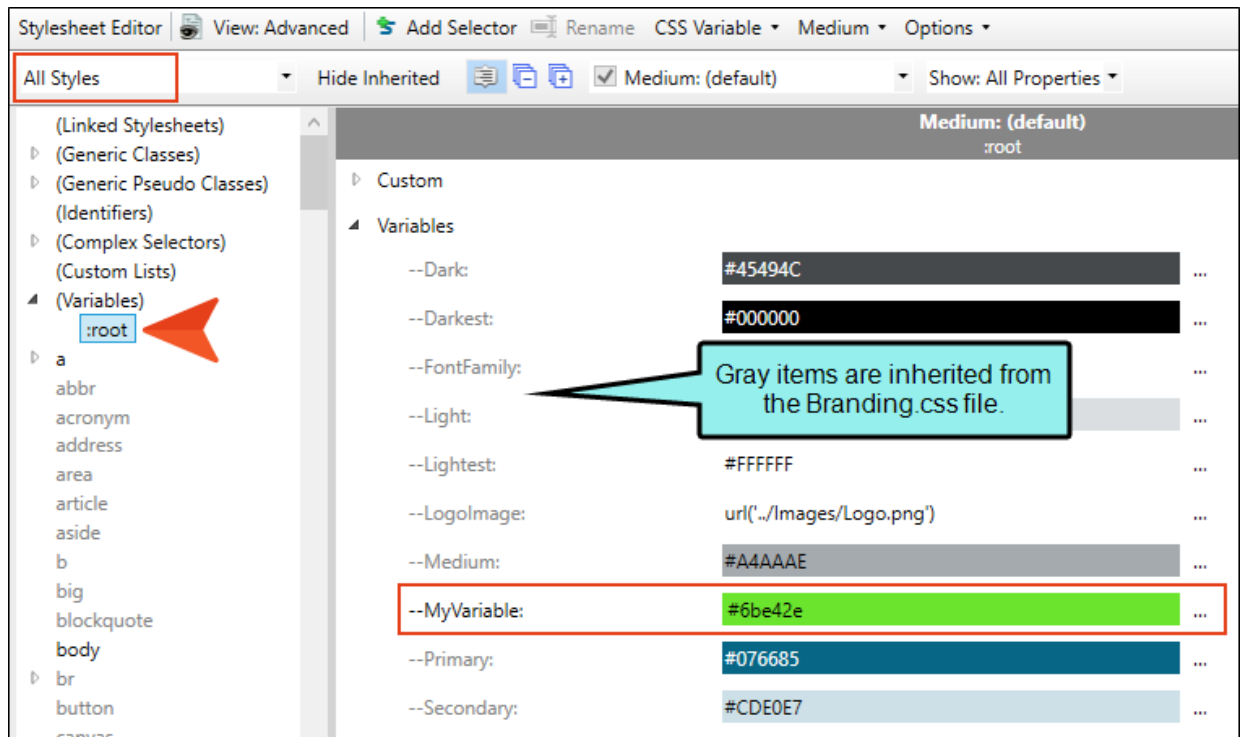 Stylesheet Editor View: Advanced Add Selector Rename CSS Variable Medium Options
All Styles Hide Inherited Medium: (default) Show: All Properties
(Linked Stylesheets)
(Generic Classes)
(Generic Pseudo Classes)
(Identifiers)
(Complex Selectors)
(Custom Lists)
(Variables)
:root
a
abbr
acronym
address
area
article
aside
b
big
blockquote
body
br
button
canvas
Medium: (default)
:root
Custom
Variables
--Dark: #45494C ...
--Darkest: #000000 ...
--FontFamily: ...
--Light: ...
--Lightest: #FFFFFF ...
--LogoImage: url('../Images/Logo.png') ...
--Medium: #A4AAAE ...
--MyVariable: #6be42e ...
--Primary: #076685 ...
--Secondary: #CDE0E7 ...
Gray items are inherited from
the Branding.css file.